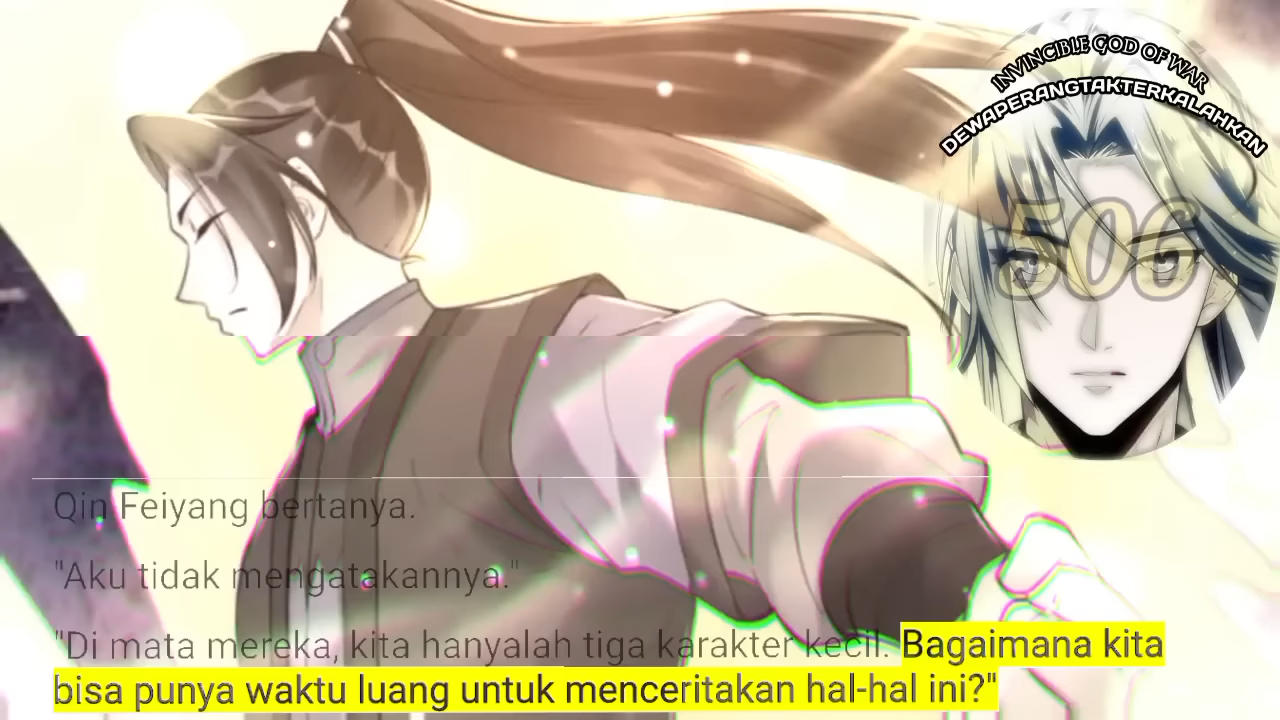 INVINCIBLE GOD OF WAR
DEWAPERANGTAKTERKALAHKAN
506
Qin Feiyang bertanya.
"Aku tidak mengatakannya."
"Di mata mereka, kita hanyalah tiga karakter kecil. Bagaimana kita
bisa punya waktu luang untuk menceritakan hal-hal ini?"